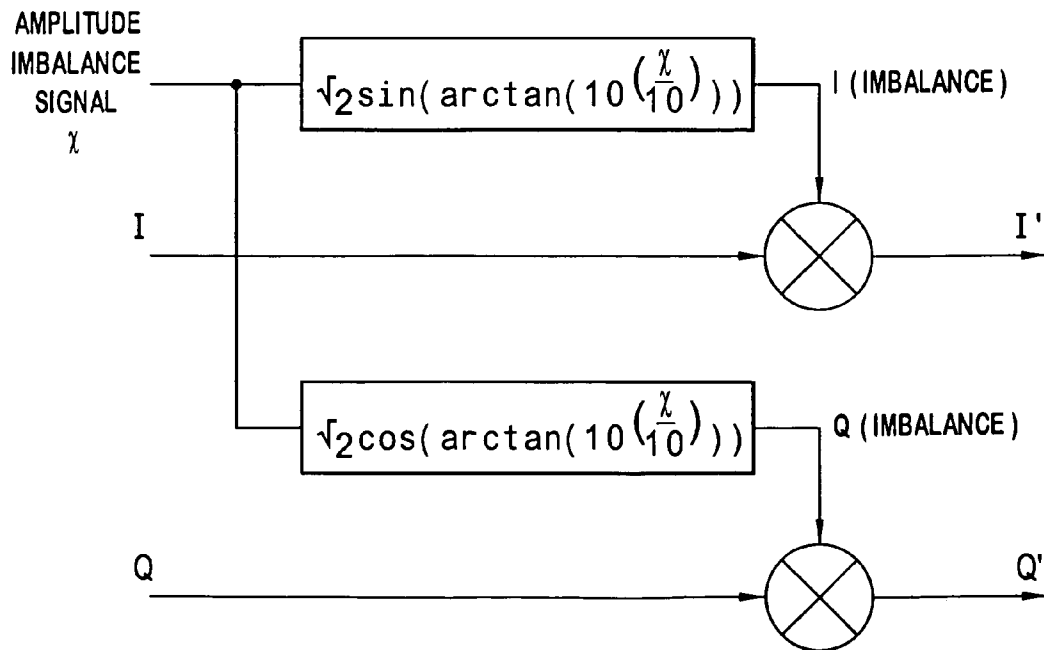 AMPLITUDE
IMBALANCE
SIGNAL
χ
√2sin(arctan(10^(χ/10)))
I (IMBALANCE)
I
I'
√2cos(arctan(10^(χ/10)))
Q (IMBALANCE)
Q
Q'